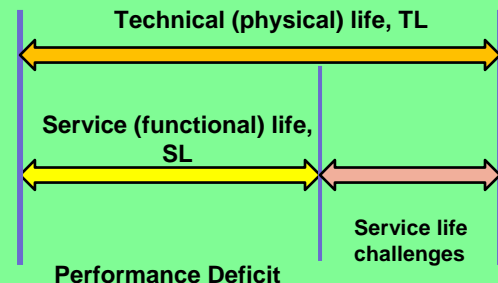 Technical (physical) life, TL
Service (functional) life,
SL
Service life
challenges
Performance Deficit